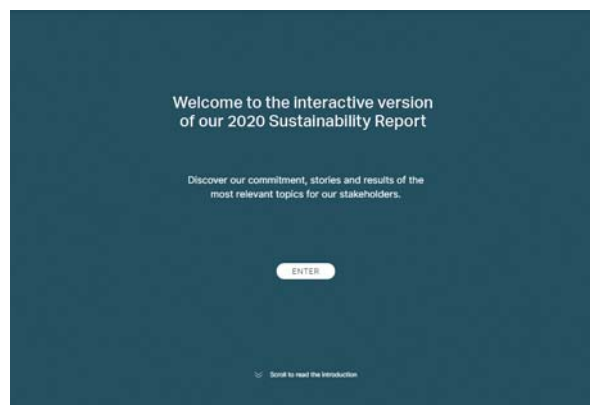 Welcome to the interactive version
of our 2020 Sustainability Report
Discover our commitment, stories and results of the
most relevant topics for our stakeholders.
ENTER
Scroll to read the introduction